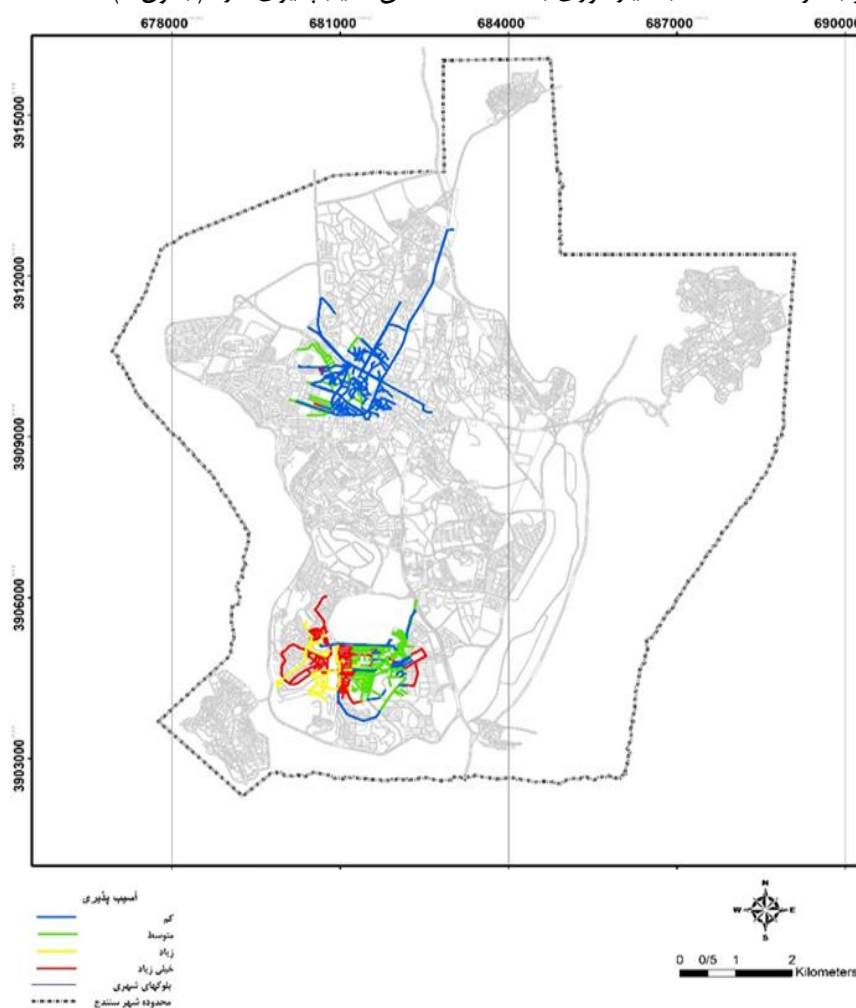 678000 681000 684000 687000 690000
3915000
3912000
3909000
3906000
3903000
آسیب پذیری
کم
متوسط
زیاد
خیلی زیاد
بلوکهای شهری
محدوده شهر سنندج
N
W E
S
0 0/5 1 2
Kilometers